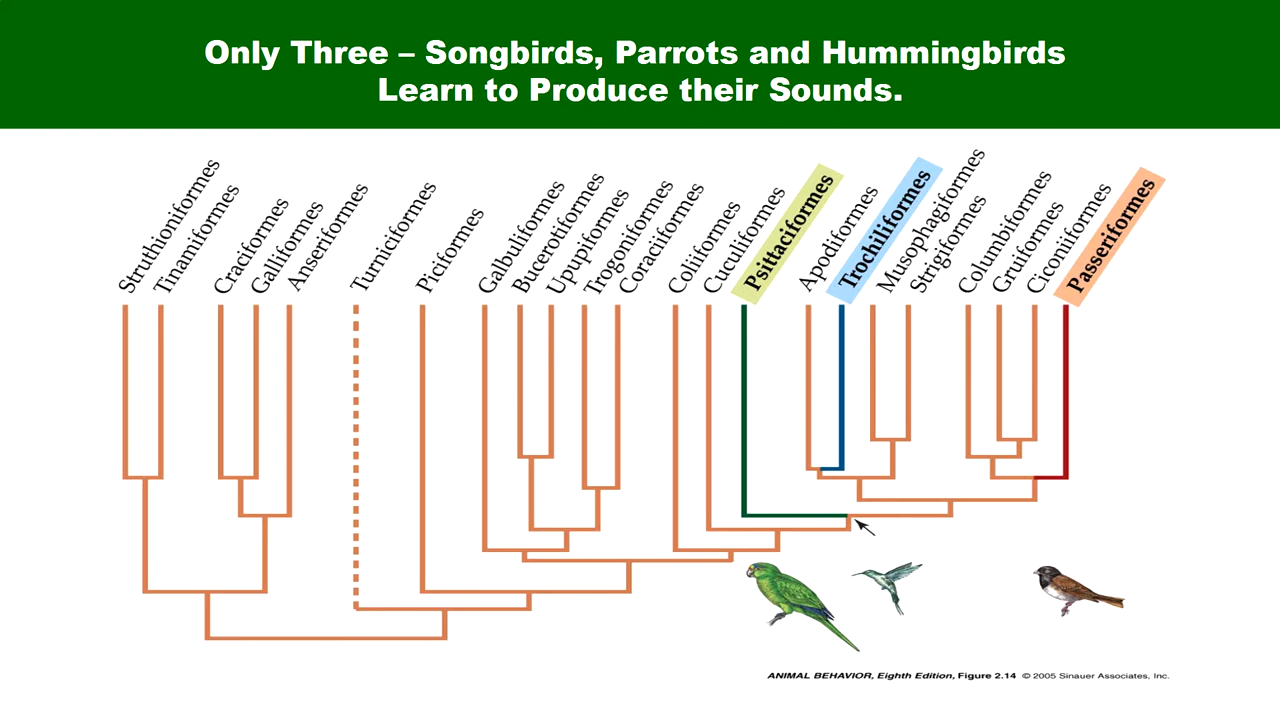 Only Three – Songbirds, Parrots and Hummingbirds
Learn to Produce their Sounds.
Struthioniformes
Tinamiformes
Craciformes
Galliformes
Anseriformes
Turniciformes
Piciformes
Galbuliformes
Bucerotiformes
Upupiformes
Trogoniformes
Coraciiformes
Coliiformes
Cuculiformes
Psittaciformes
Apodiformes
Trochiliformes
Musophagiformes
Strigiformes
Columbiformes
Gruiformes
Ciconiiformes
Passeriformes
ANIMAL BEHAVIOR, Eighth Edition, Figure 2.14 © 2005 Sinauer Associates, Inc.